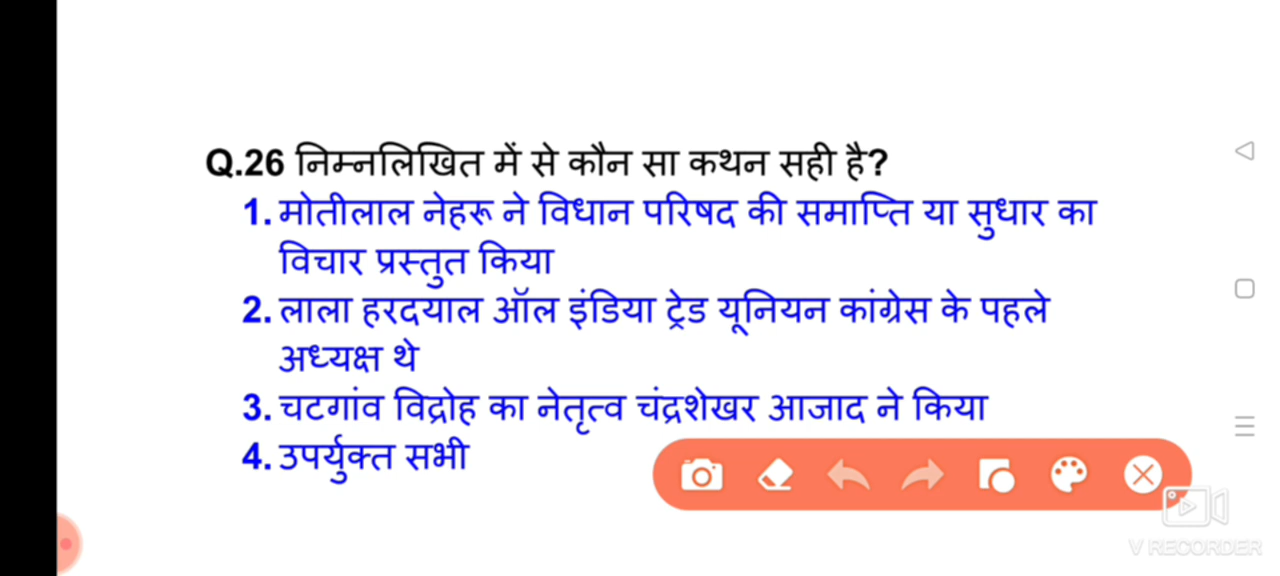 Q.26 निम्नलिखित में से कौन सा कथन सही है?
1. मोतीलाल नेहरू ने विधान परिषद की समाप्ति या सुधार का
विचार प्रस्तुत किया
2. लाला हरदयाल ऑल इंडिया ट्रेड यूनियन कांग्रेस के पहले
अध्यक्ष थे
3. चटगांव विद्रोह का नेतृत्व चंद्रशेखर आजाद ने किया
4. उपर्युक्त सभी
V RECORDER